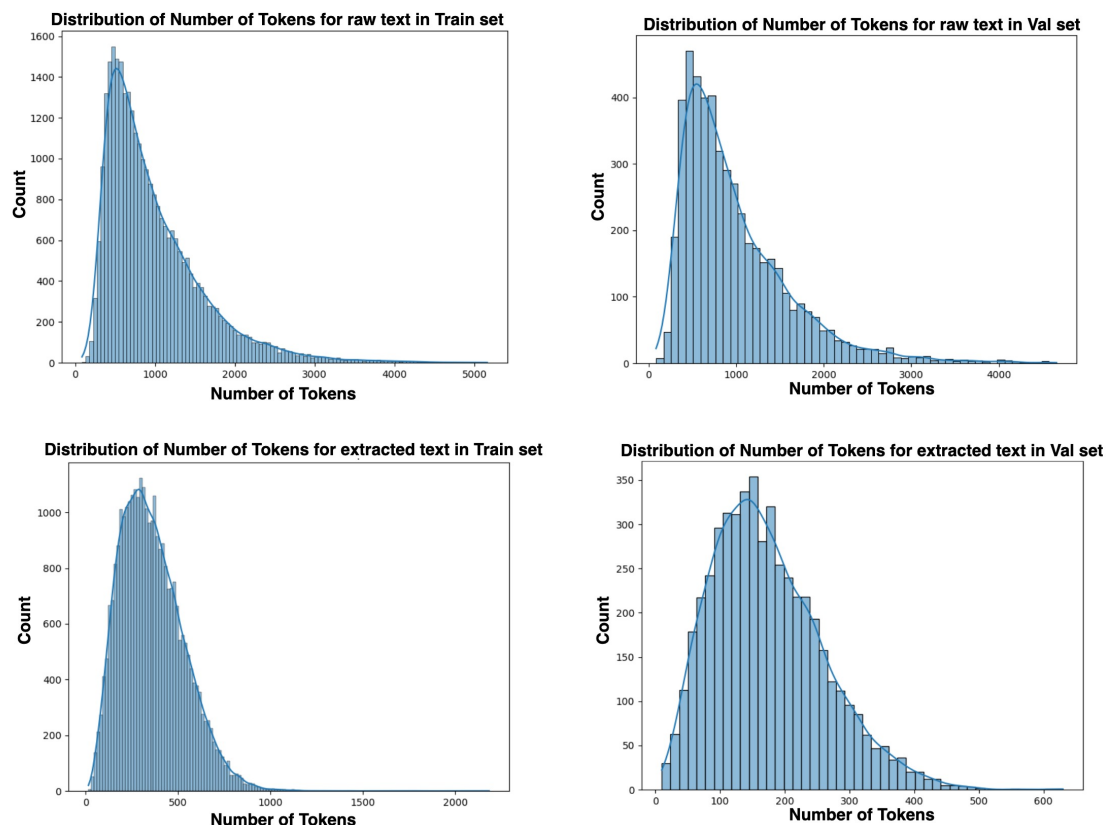 Distribution of Number of Tokens for raw text in Train set
1600
1400
1200
1000
800
600
400
200
0
Count
0 1000 2000 3000 4000 5000
Number of Tokens
Distribution of Number of Tokens for raw text in Val set
400
300
200
100
0
Count
0 1000 2000 3000 4000
Number of Tokens
Distribution of Number of Tokens for extracted text in Train set
1000
800
600
400
200
0
Count
0 500 1000 1500 2000
Number of Tokens
Distribution of Number of Tokens for extracted text in Val set
350
300
250
200
150
100
50
0
Count
0 100 200 300 400 500 600
Number of Tokens